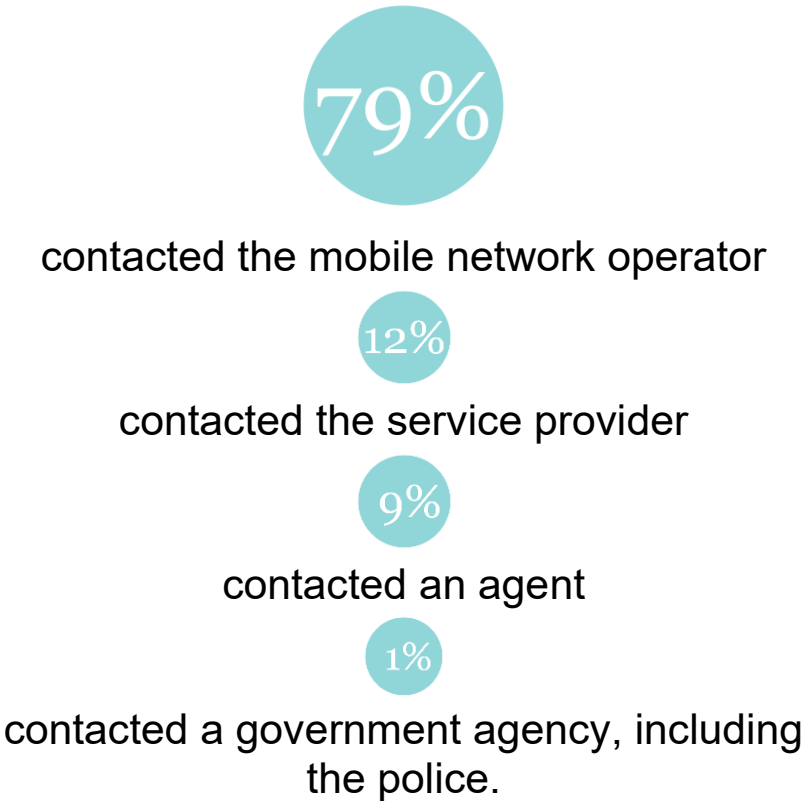 79%
contacted the mobile network operator
12%
contacted the service provider
9%
contacted an agent
1%
contacted a government agency, including
the police.